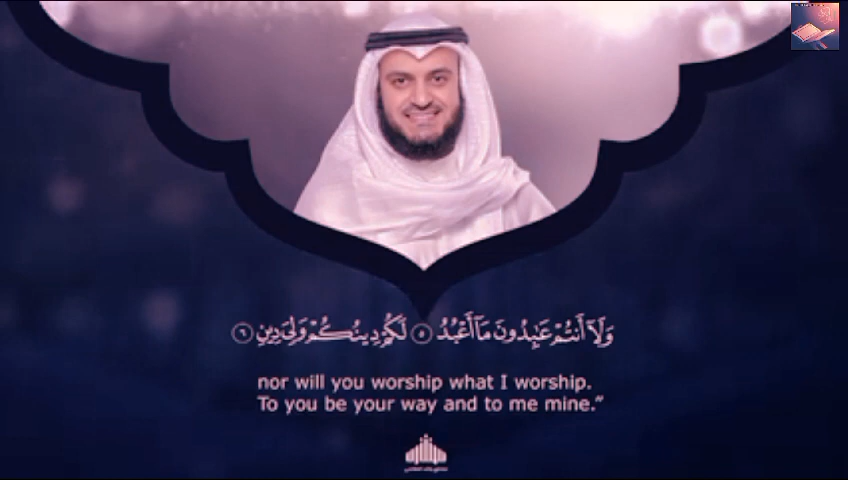 وَلَآ أَنتُمْ عَٰبِدُونَ مَآ أَعْبُدُ ۝٥ لَكُمْ دِينُكُمْ وَلِىَ دِينِ ۝٦
nor will you worship what I worship.
To you be your way and to me mine.”